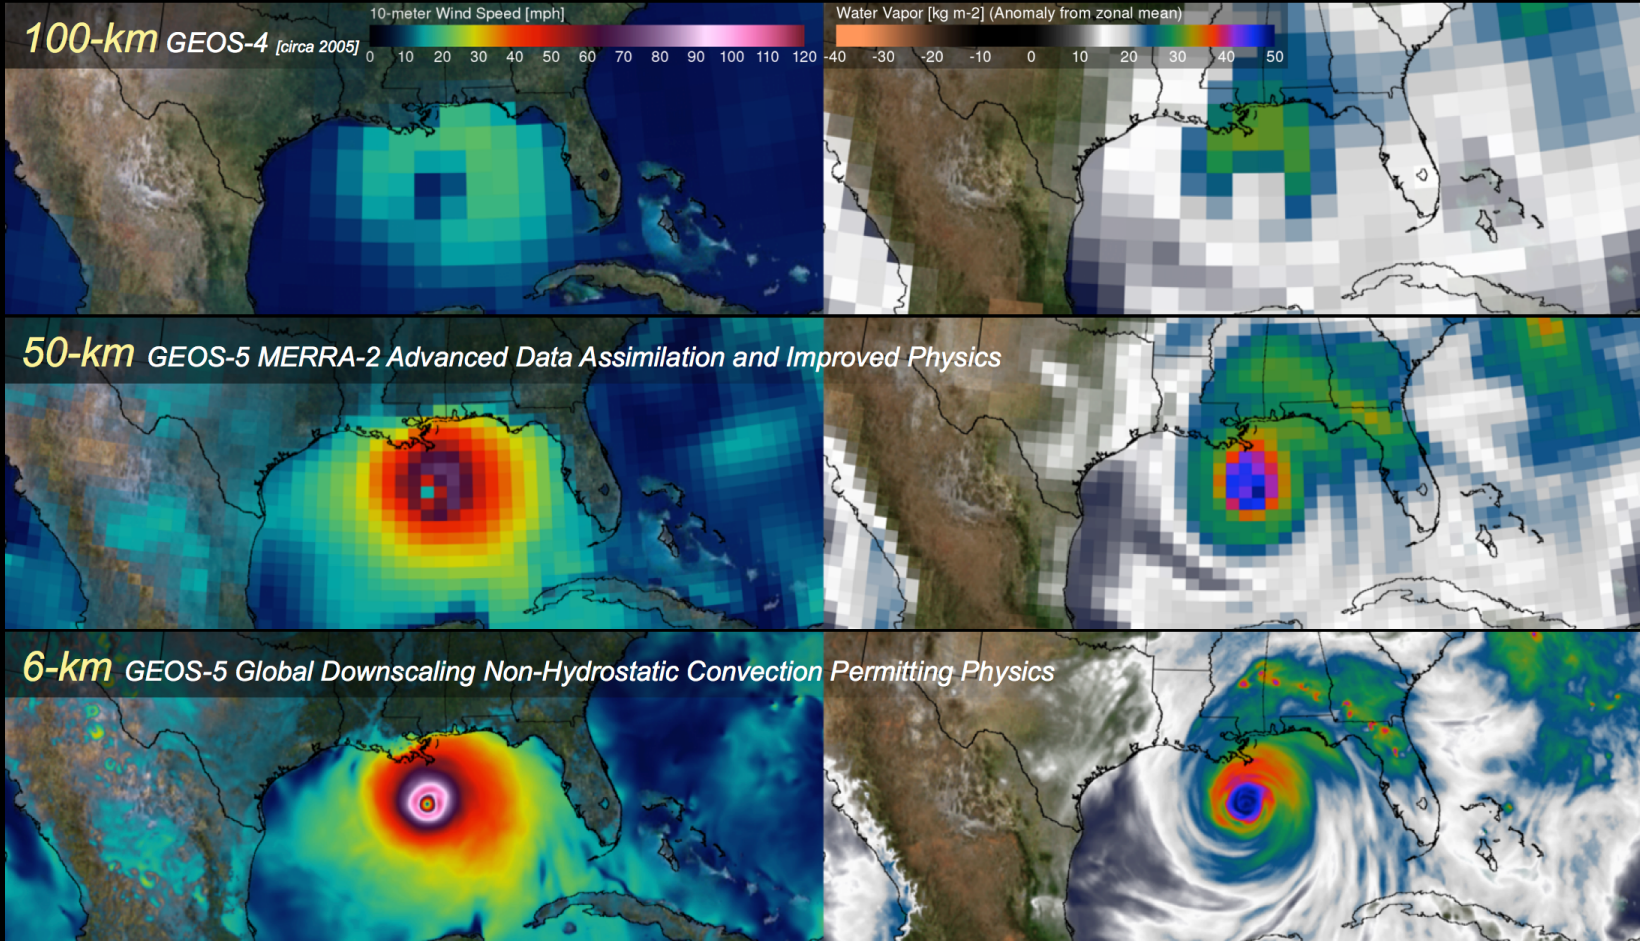 100-km GEOS-4 [circa 2005]
10-meter Wind Speed [mph]
0 10 20 30 40 50 60 70 80 90 100 110 120
Water Vapor [kg m-2] (Anomaly from zonal mean)
-40 -30 -20 -10 0 10 20 30 40 50
50-km GEOS-5 MERRA-2 Advanced Data Assimilation and Improved Physics
6-km GEOS-5 Global Downscaling Non-Hydrostatic Convection Permitting Physics